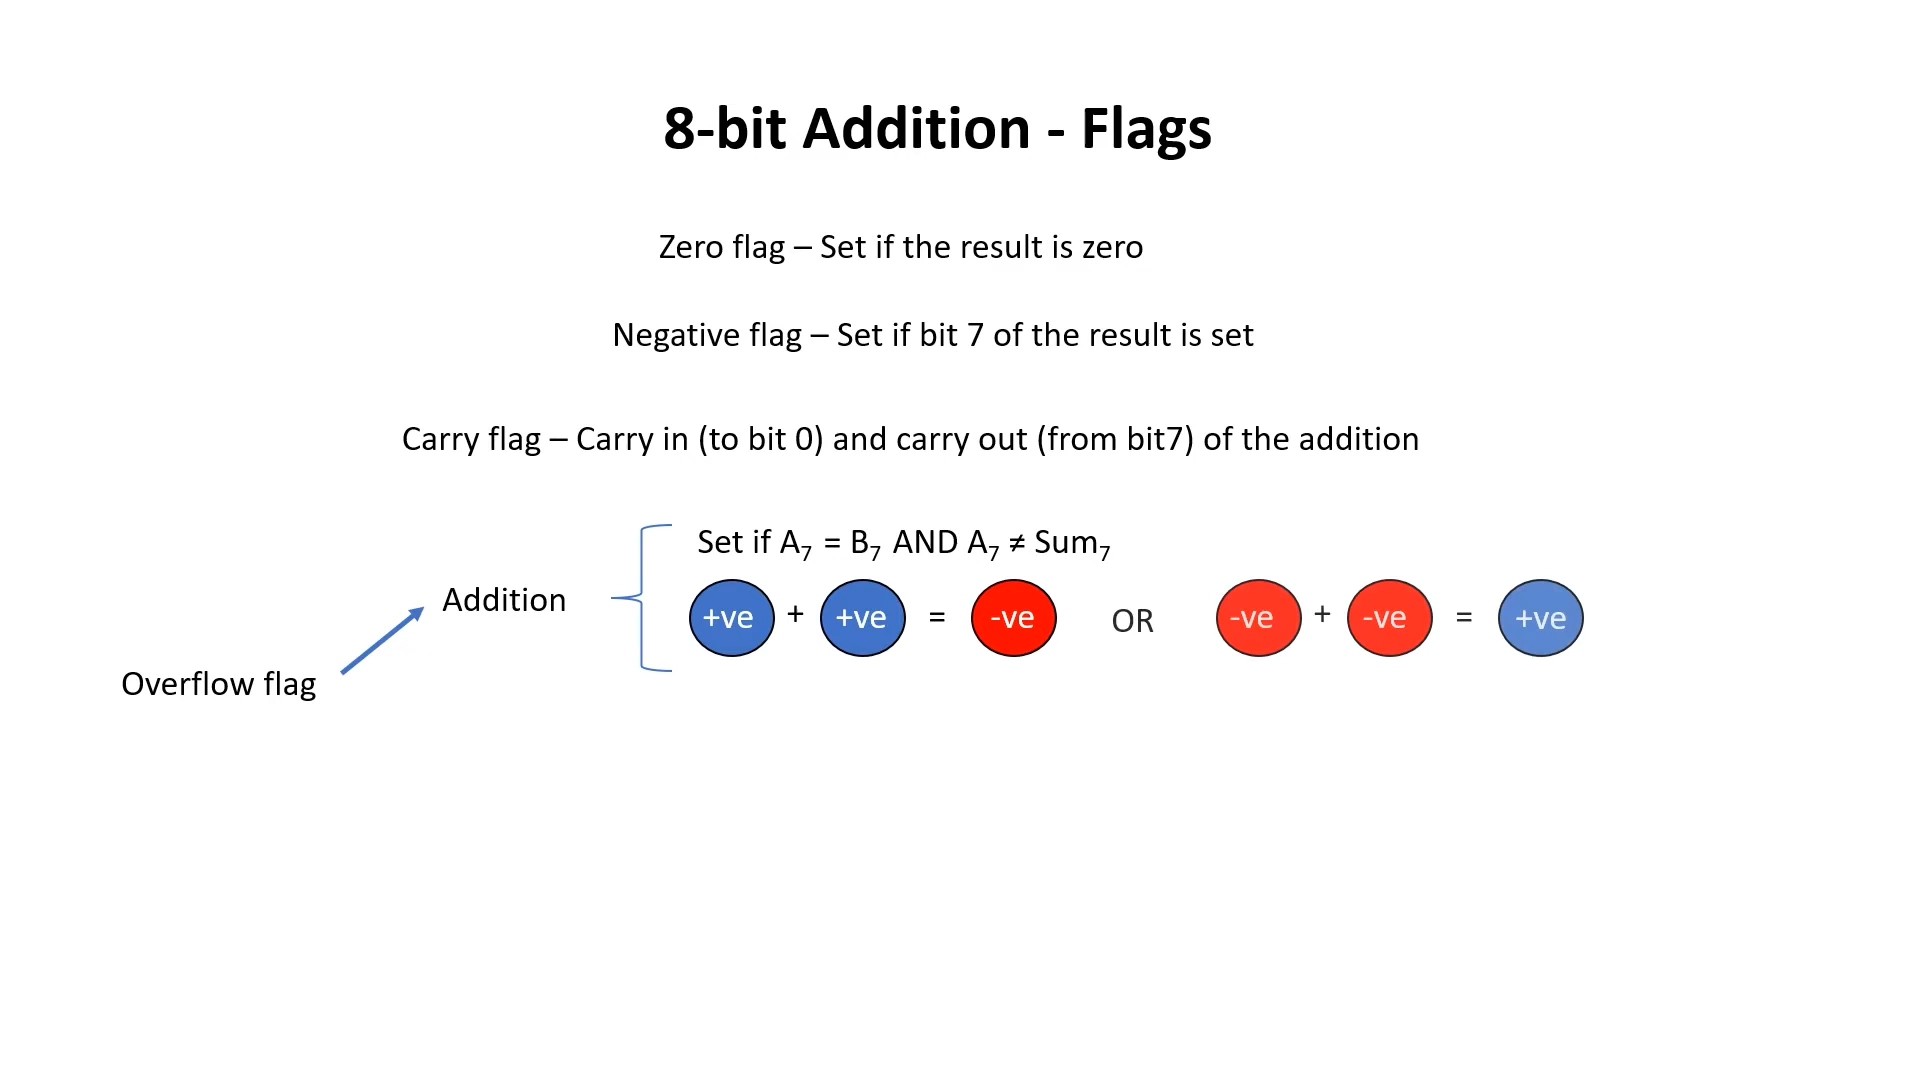 8-bit Addition - Flags
Zero flag – Set if the result is zero
Negative flag – Set if bit 7 of the result is set
Carry flag – Carry in (to bit 0) and carry out (from bit7) of the addition
Set if A₇ = B₇ AND A₇ ≠ Sum₇
Addition
+ve + +ve = -ve OR -ve + -ve = +ve
Overflow flag